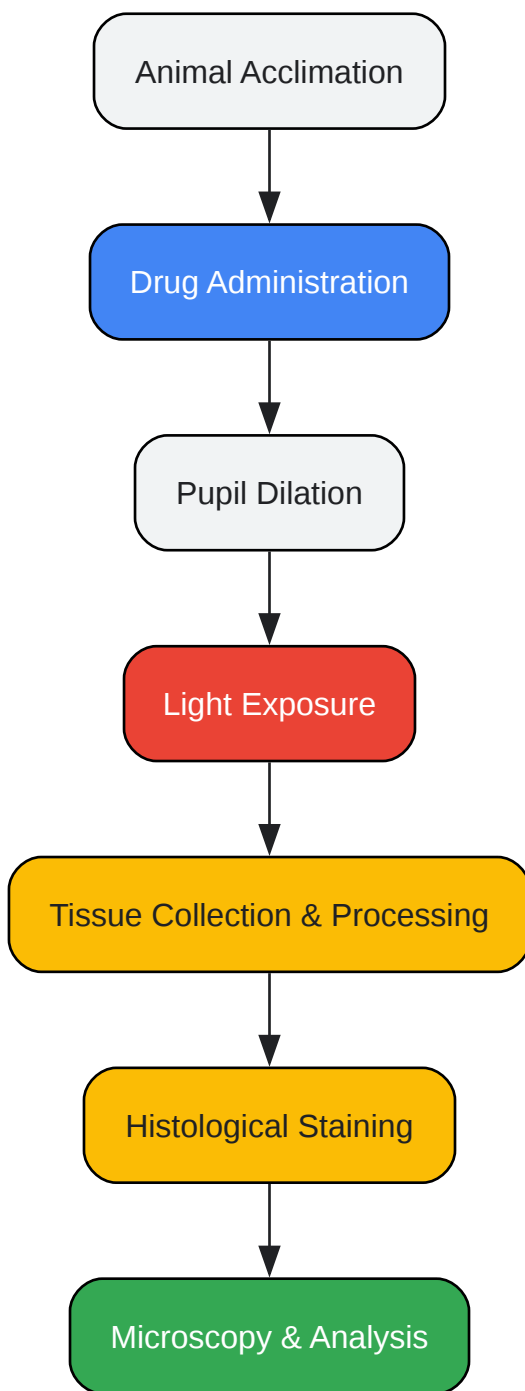 Animal Acclimation
Drug Administration
Pupil Dilation
Light Exposure
Tissue Collection & Processing
Histological Staining
Microscopy & Analysis